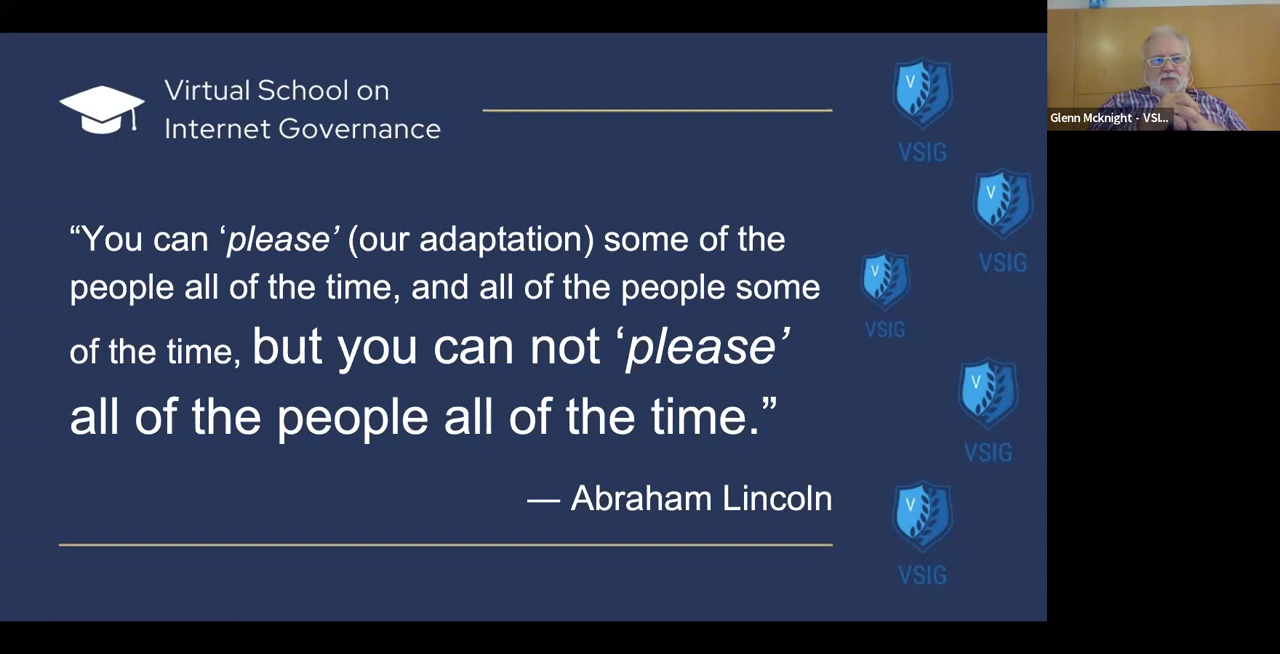 Virtual School on
Internet Governance
“You can ‘please’ (our adaptation) some of the
people all of the time, and all of the people some
of the time, but you can not ‘please’
all of the people all of the time.”
— Abraham Lincoln
V
VSIG
V
VSIG
V
VSIG
V
VSIG
V
VSIG
Glenn Mcknight - VSI...